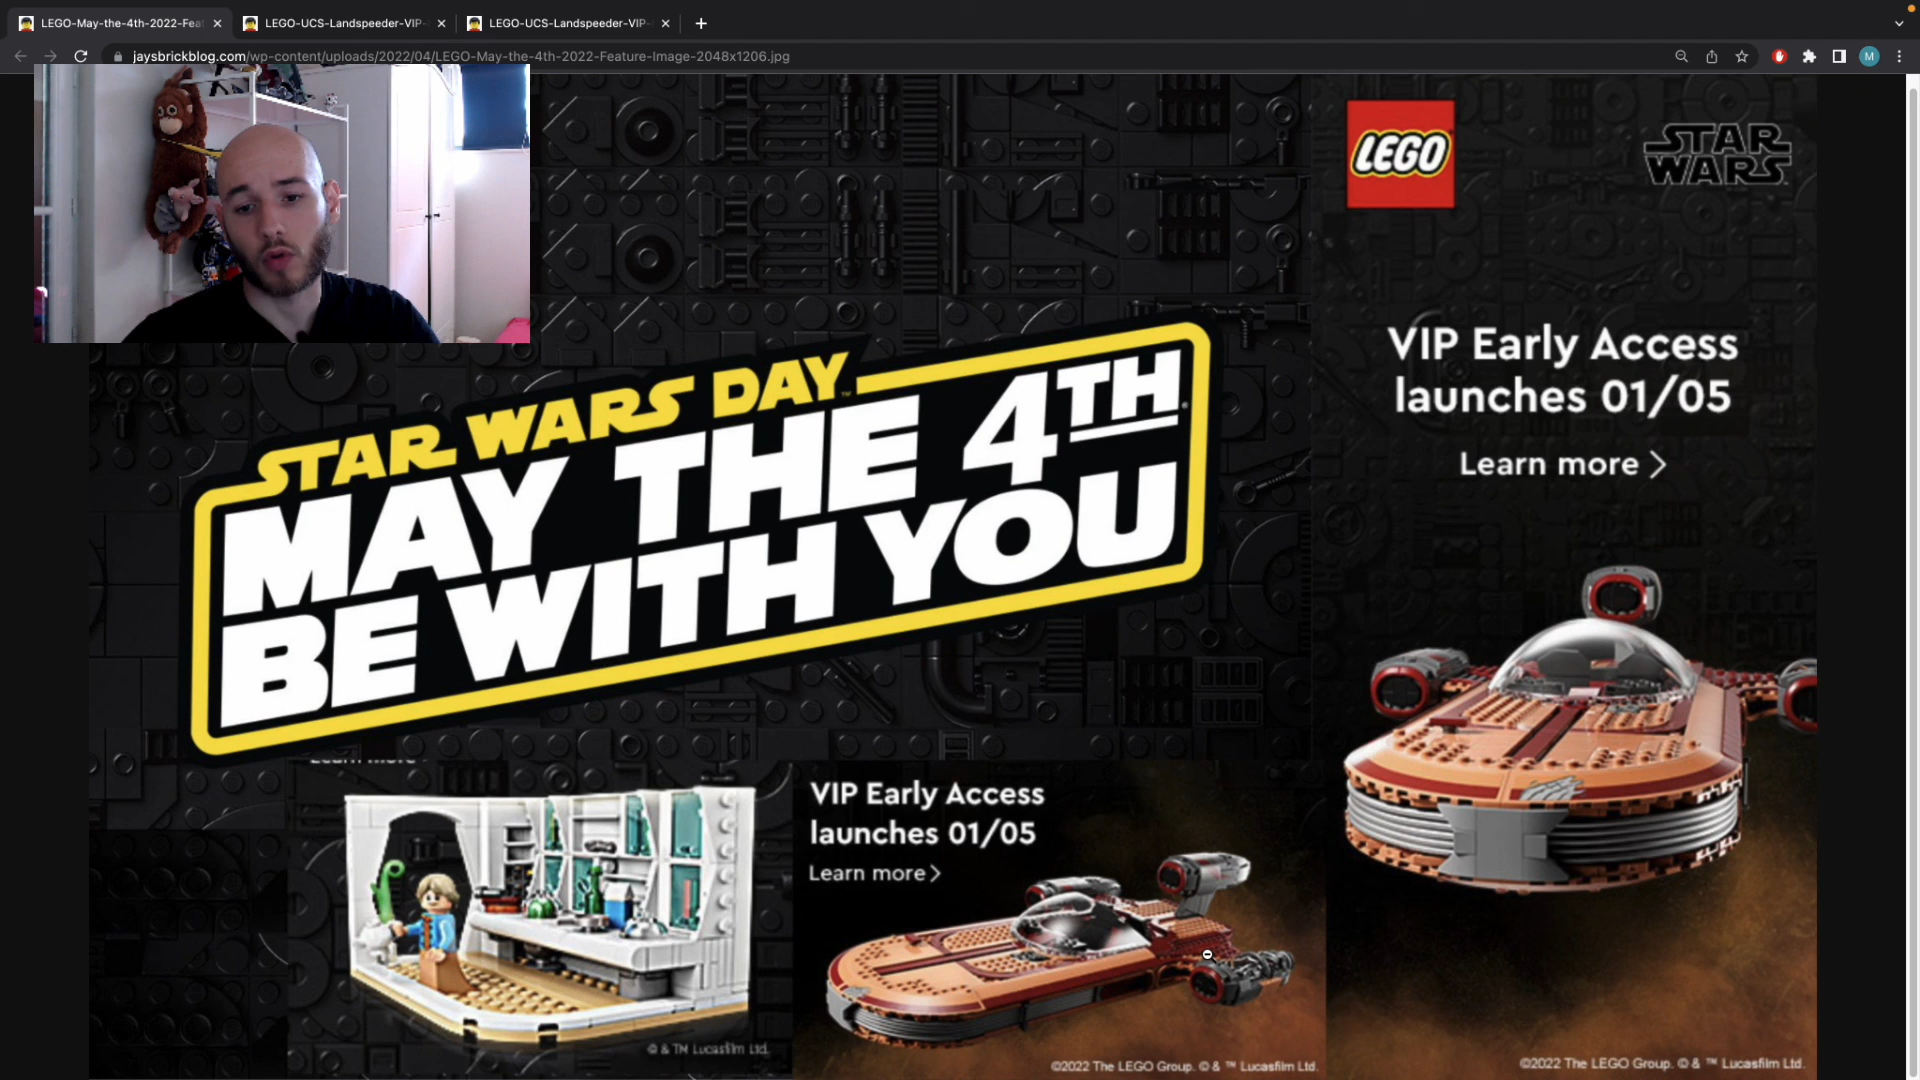 LEGO-May-the-4th-2022-Feat
LEGO-UCS-Landspeeder-VIP-
LEGO-UCS-Landspeeder-VIP-
jaysbrickblog.com/wp-content/uploads/2022/04/LEGO-May-the-4th-2022-Feature-Image-2048x1206.jpg
M
LEGO
STAR
WARS
VIP Early Access
launches 01/05
Learn more >
STAR WARS DAY™
MAY THE 4TH
BE WITH YOU
VIP Early Access
launches 01/05
Learn more >
© & TM Lucasfilm Ltd.
©2022 The LEGO Group. © & ™ Lucasfilm Ltd.
©2022 The LEGO Group. © & ™ Lucasfilm Ltd.